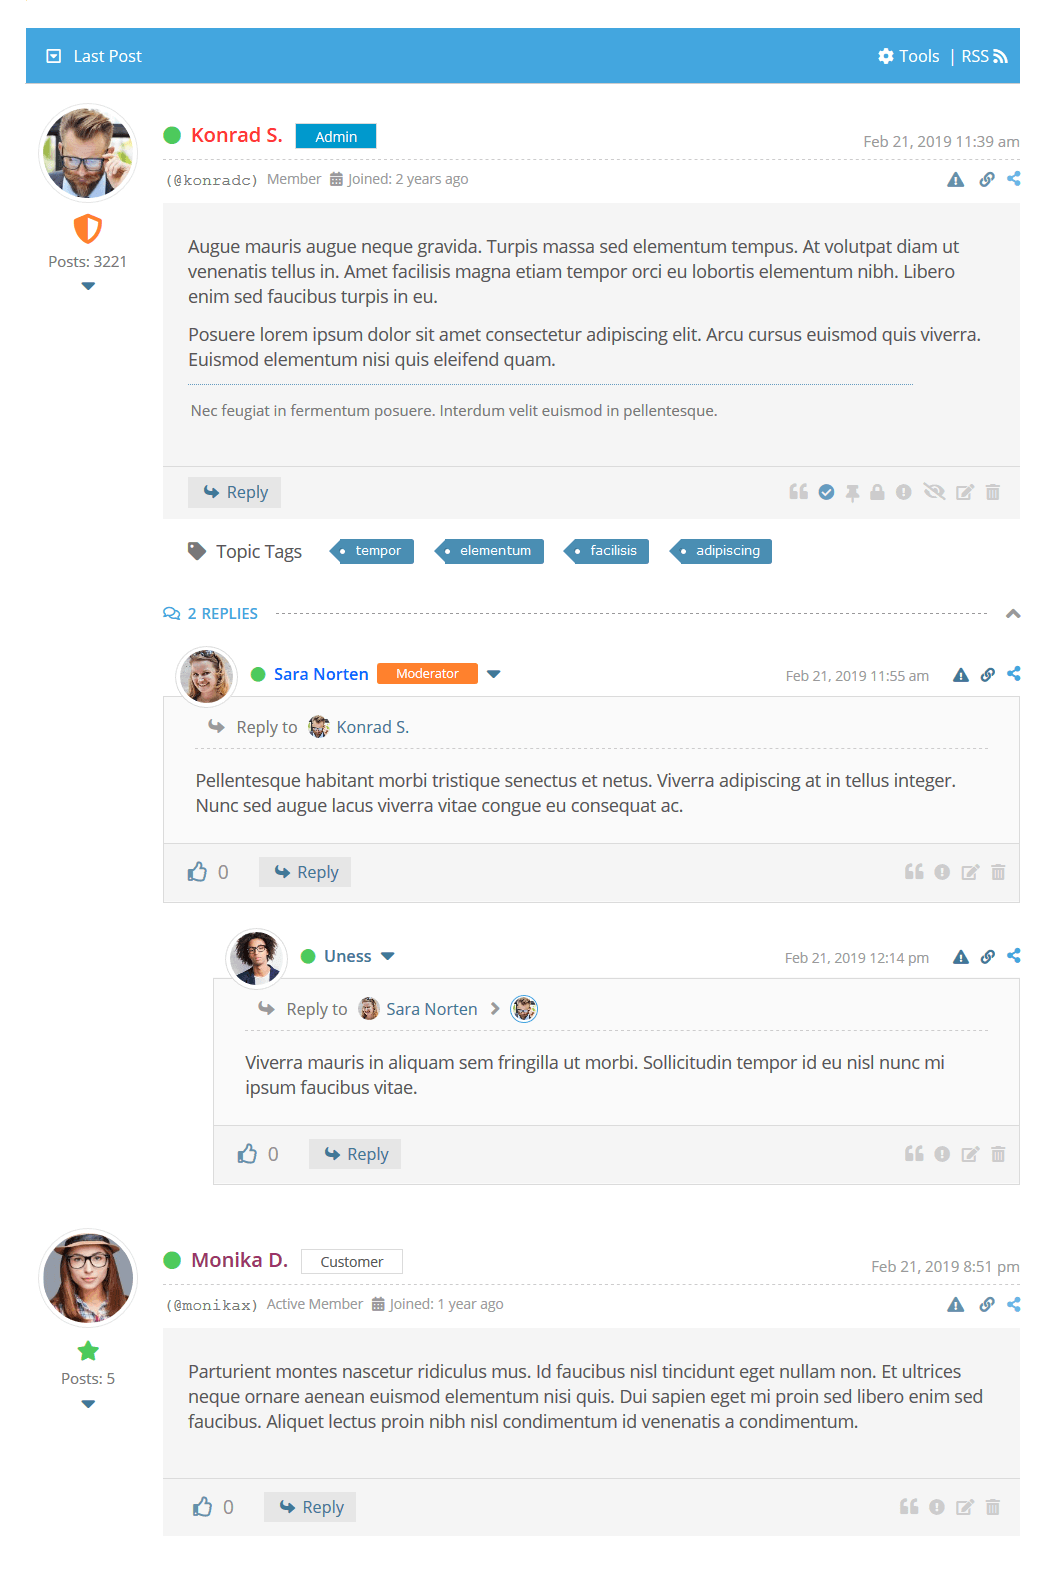 Last Post Tools | RSS
Konrad S. Admin Feb 21, 2019 11:39 am
(@konradc) Member Joined: 2 years ago
Posts: 3221
Augue mauris augue neque gravida. Turpis massa sed elementum tempus. At volutpat diam ut
venenatis tellus in. Amet facilisis magna etiam tempor orci eu lobortis elementum nibh. Libero
enim sed faucibus turpis in eu.
Posuere lorem ipsum dolor sit amet consectetur adipiscing elit. Arcu cursus euismod quis viverra.
Euismod elementum nisi quis eleifend quam.
Nec feugiat in fermentum posuere. Interdum velit euismod in pellentesque.
Reply
Topic Tags tempor elementum facilisis adipiscing
2 REPLIES
Sara Norten Moderator Feb 21, 2019 11:55 am
Reply to Konrad S.
Pellentesque habitant morbi tristique senectus et netus. Viverra adipiscing at in tellus integer.
Nunc sed augue lacus viverra vitae congue eu consequat ac.
0 Reply
Uness Feb 21, 2019 12:14 pm
Reply to Sara Norten
Viverra mauris in aliquam sem fringilla ut morbi. Sollicitudin tempor id eu nisl nunc mi
ipsum faucibus vitae.
0 Reply
Monika D. Customer Feb 21, 2019 8:51 pm
(@monikax) Active Member Joined: 1 year ago
Posts: 5
Parturient montes nascetur ridiculus mus. Id faucibus nisl tincidunt eget nullam non. Et ultrices
neque ornare aenean euismod elementum nisi quis. Dui sapien eget mi proin sed libero enim sed
faucibus. Aliquet lectus proin nibh nisl condimentum id venenatis a condimentum.
0 Reply